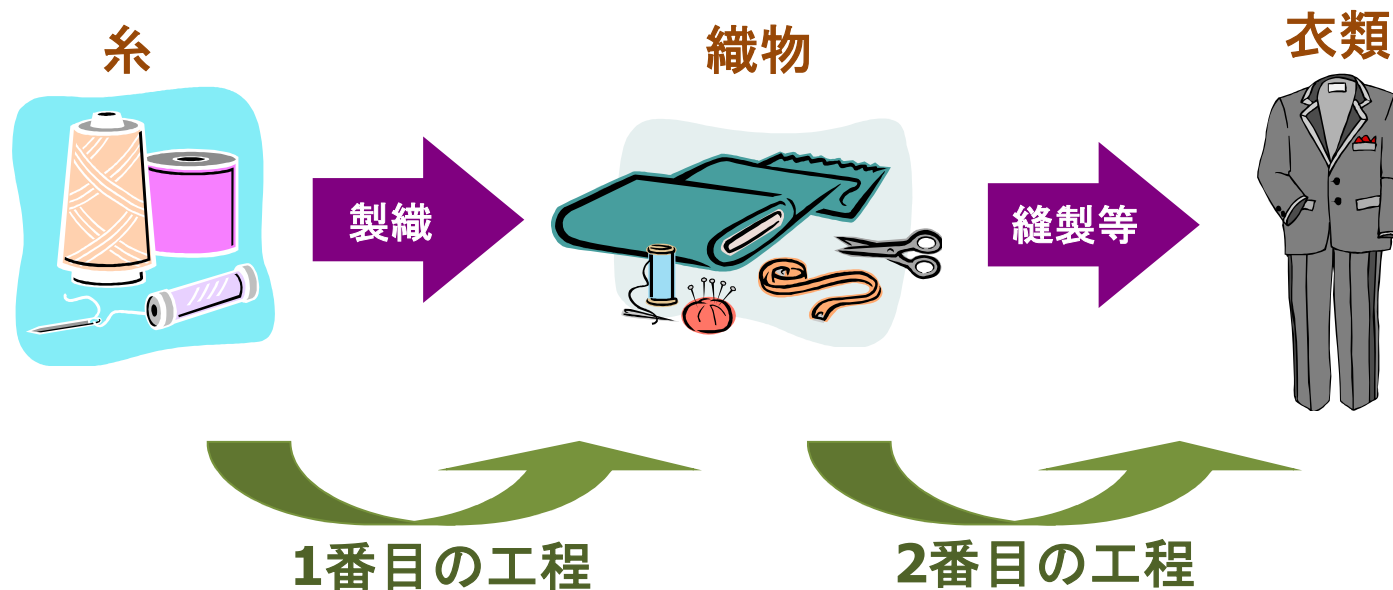 糸
織物
衣類
製織
縫製等
1番目の工程
2番目の工程